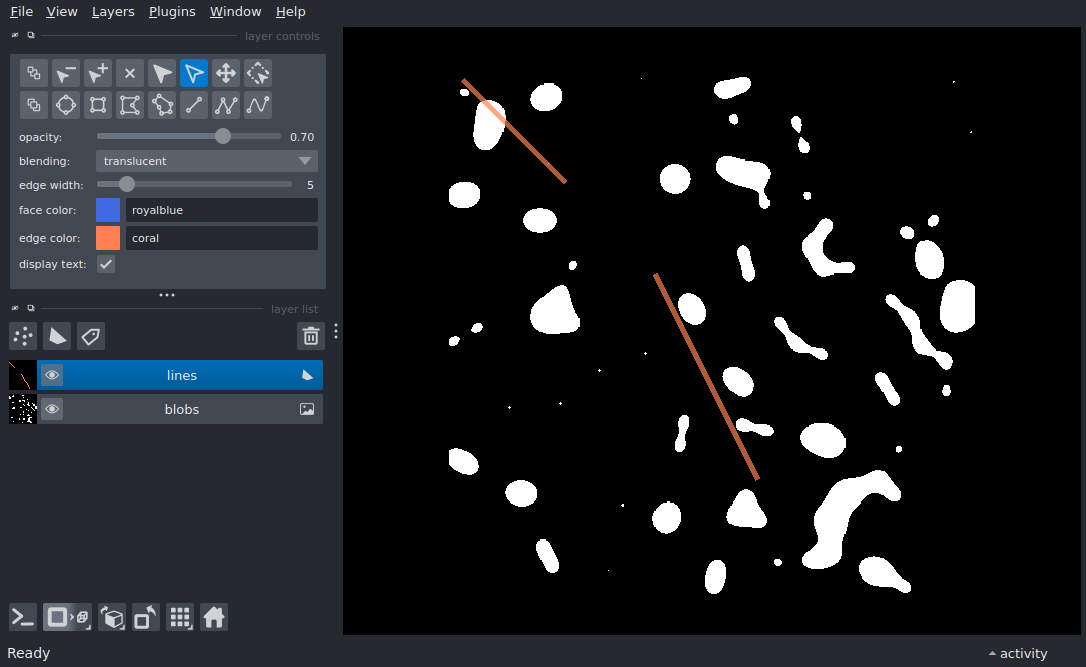 File View Layers Plugins Window Help
layer controls
opacity: 0.70
blending: translucent
edge width: 5
face color: royalblue
edge color: coral
display text:
layer list
lines
blobs
Ready
activity